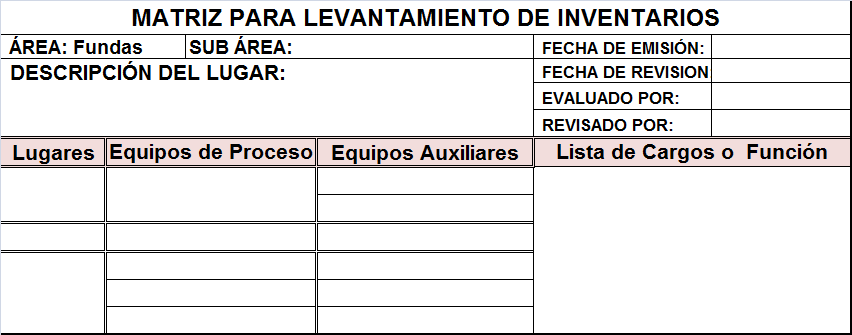 MATRIZ PARA LEVANTAMIENTO DE INVENTARIOS
ÁREA: Fundas SUB ÁREA: FECHA DE EMISIÓN:
DESCRIPCIÓN DEL LUGAR: FECHA DE REVISION
EVALUADO POR:
REVISADO POR:
Lugares Equipos de Proceso Equipos Auxiliares Lista de Cargos o Función